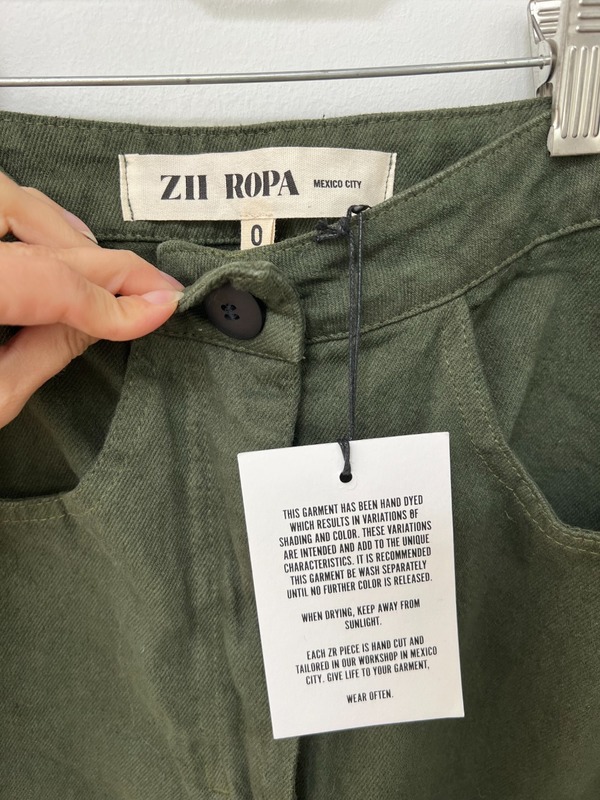 ZII ROPA MEXICO CITY
0
THIS GARMENT HAS BEEN HAND DYED
WHICH RESULTS IN VARIATIONS OF
SHADING AND COLOR. THESE VARIATIONS
ARE INTENDED AND ADD TO THE UNIQUE
CHARACTERISTICS. IT IS RECOMMENDED
THIS GARMENT BE WASH SEPARATELY
UNTIL NO FURTHER COLOR IS RELEASED.
WHEN DRYING, KEEP AWAY FROM
SUNLIGHT.
EACH ZR PIECE IS HAND CUT AND
TAILORED IN OUR WORKSHOP IN MEXICO
CITY. GIVE LIFE TO YOUR GARMENT,
WEAR OFTEN.